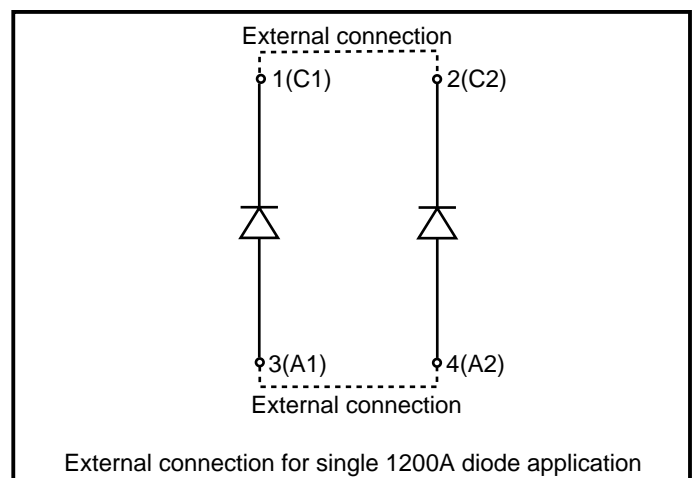 External connection
1(C1)
2(C2)
3(A1)
4(A2)
External connection
External connection for single 1200A diode application